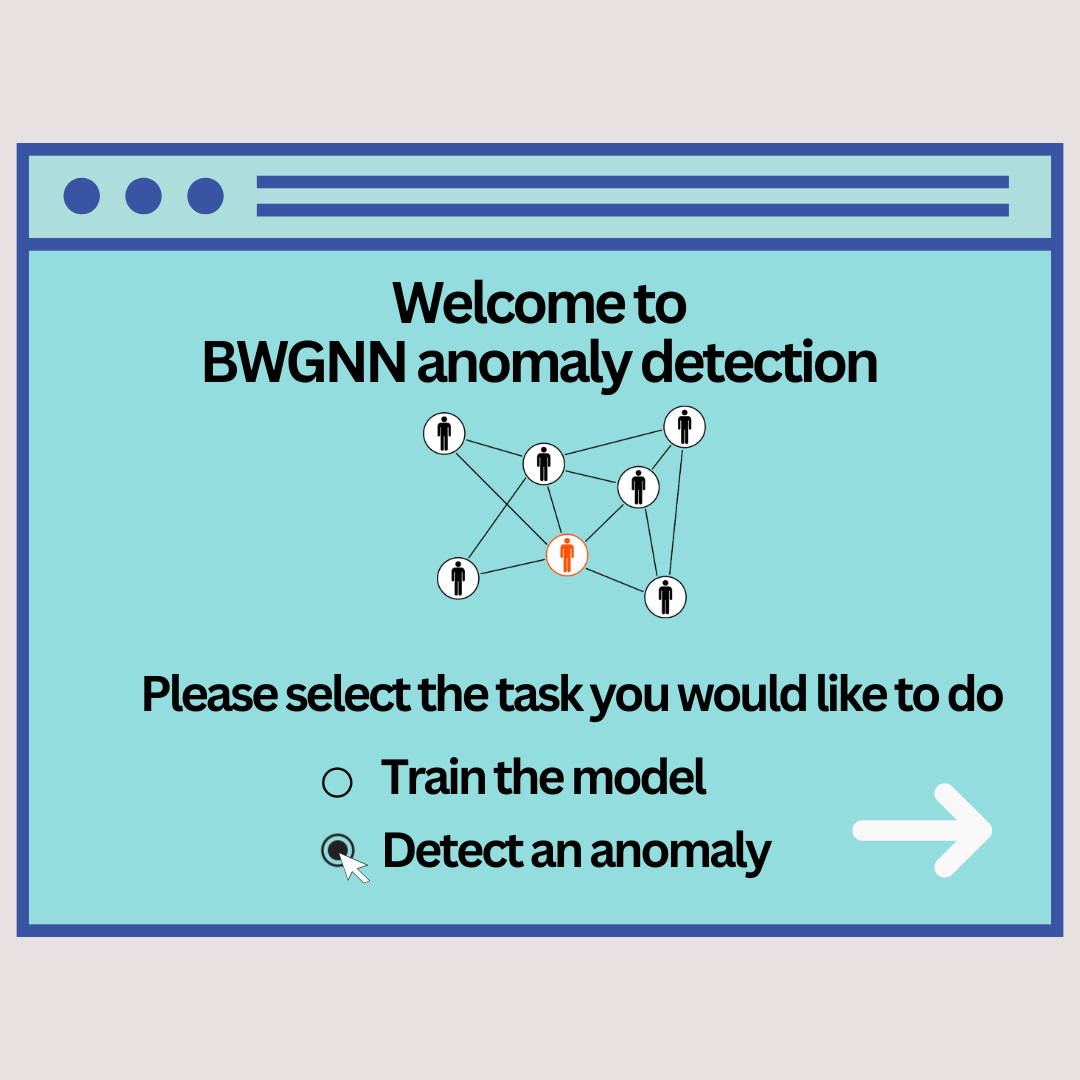 Welcome to
BWGNN anomaly detection
Please select the task you would like to do
Train the model
Detect an anomaly